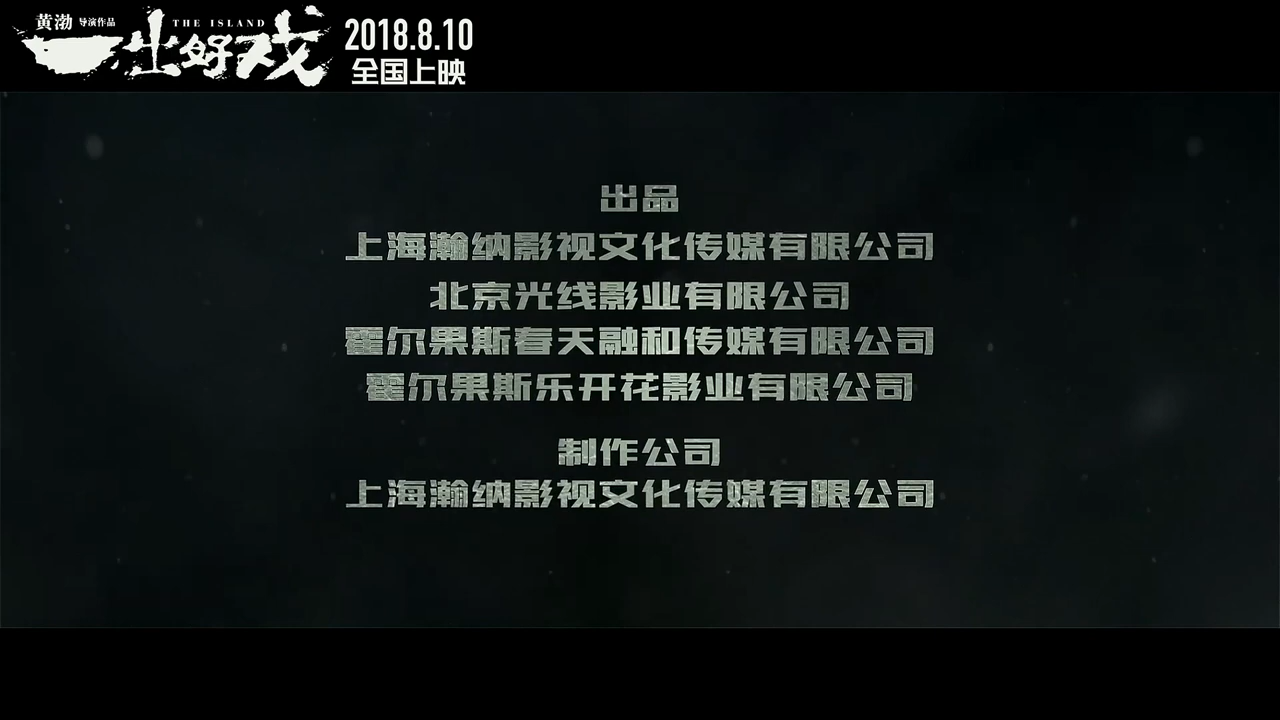 黄渤 导演作品
THE ISLAND
一出好戏
2018.8.10
全国上映
出品
上海瀚纳影视文化传媒有限公司
北京光线影业有限公司
霍尔果斯春天融和传媒有限公司
霍尔果斯乐开花影业有限公司
制作公司
上海瀚纳影视文化传媒有限公司